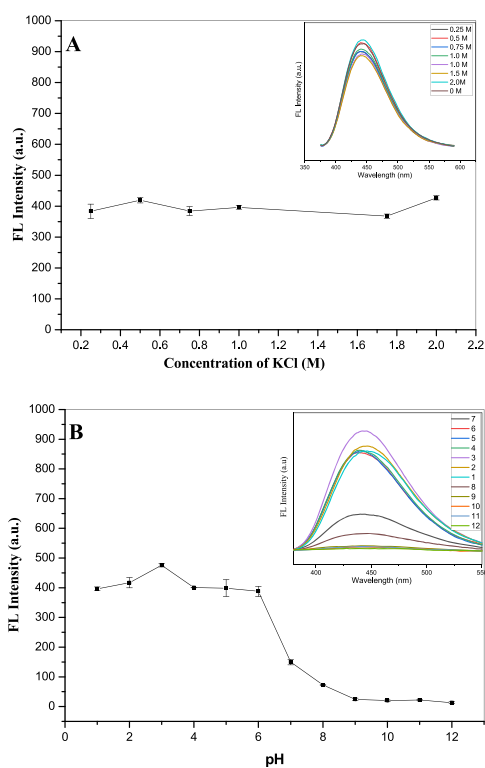 A
1000
900
800
700
600
500
400
300
200
100
0
FL Intensity (a.u.)
0.2 0.4 0.6 0.8 1.0 1.2 1.4 1.6 1.8 2.0 2.2
Concentration of KCl (M)
FL Intensity (a.u.)
350 400 450 500 550 600
Wavelength (nm)
0.25 M
0.5 M
0.75 M
1.0 M
1.0 M
1.5 M
2.0M
0 M
B
1000
900
800
700
600
500
400
300
200
100
0
FL Intensity (a.u.)
0 2 4 6 8 10 12
pH
FL Intensity (a.u)
400 450 500 550
Wavelength (nm)
7
6
5
4
3
2
1
8
9
10
11
12